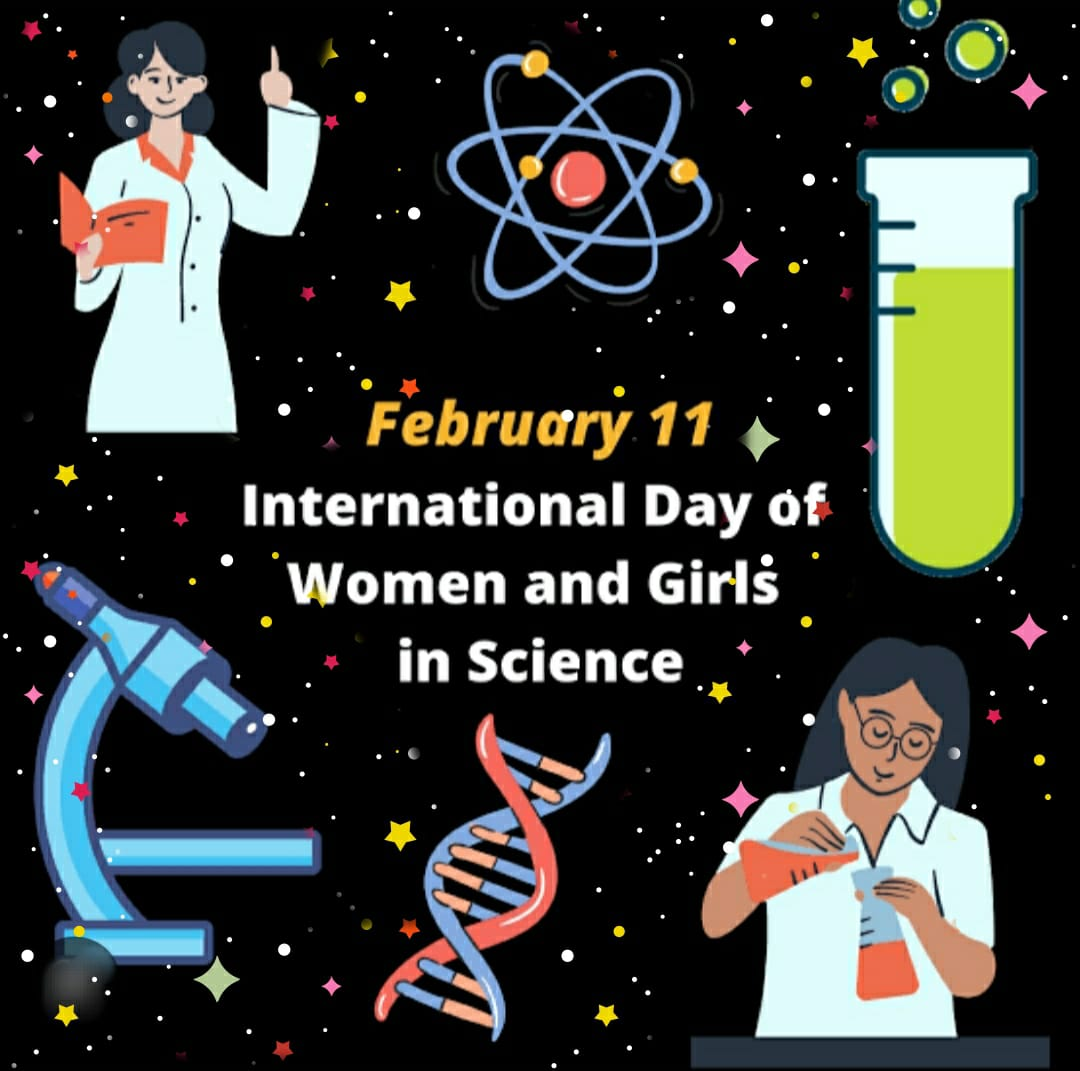 February 11
International Day of
Women and Girls
in Science